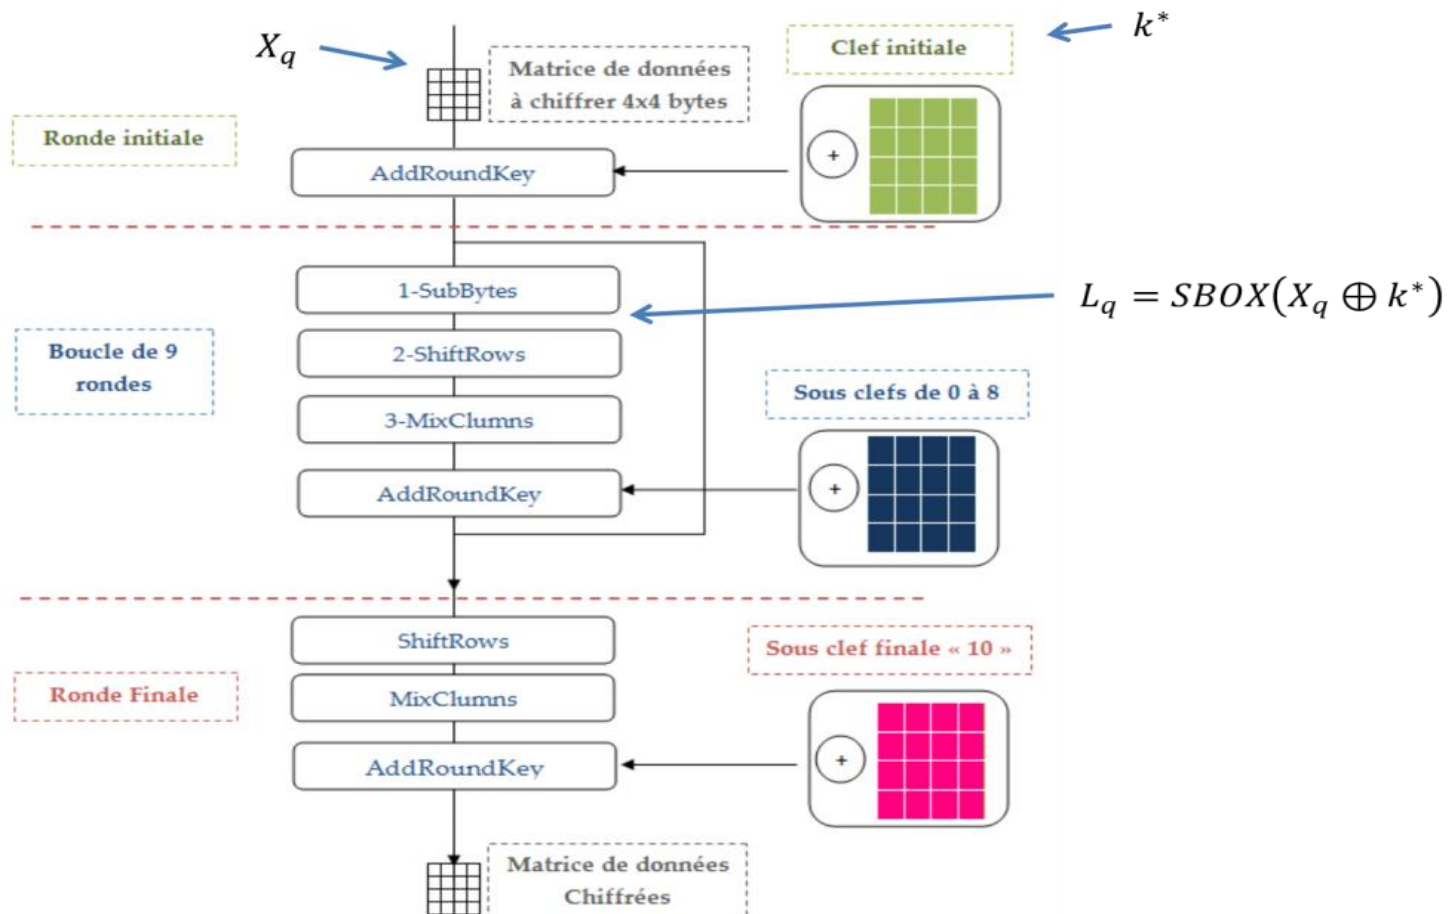 k*
X_q
Clef initiale
Matrice de données
à chiffrer 4x4 bytes
Ronde initiale
+
AddRoundKey
1-SubBytes
L_q = SBOX(X_q ⊕ k*)
2-ShiftRows
Boucle de 9
rondes
Sous clefs de 0 à 8
3-MixClumns
AddRoundKey
+
ShiftRows
Sous clef finale « 10 »
Ronde Finale
MixClumns
AddRoundKey
+
Matrice de données
Chiffrées